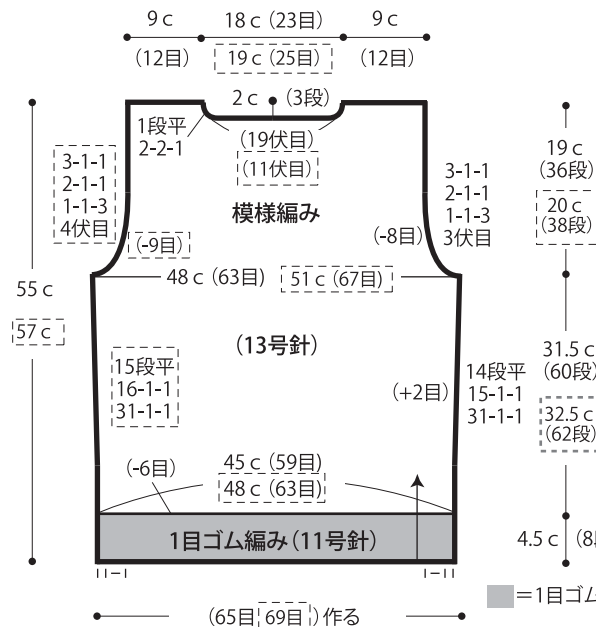 9 c
18 c (23目)
9 c
(12目)
19 c (25目)
(12目)
2 c
(3段)
1段平
2-2-1
(19伏目)
(11伏目)
3-1-1
2-1-1
1-1-3
4伏目
模様編み
3-1-1
2-1-1
1-1-3
3伏目
19 c
(36段)
20 c
(38段)
(-9目)
(-8目)
48 c (63目)
51 c (67目)
55 c
57 c
(13号針)
15段平
16-1-1
31-1-1
(+2目)
14段平
15-1-1
31-1-1
31.5 c
(60段)
32.5 c
(62段)
(-6目)
45 c (59目)
48 c (63目)
1目ゴム編み (11号針)
4.5 c
(8
=1目ゴム
(65目 69目) 作る